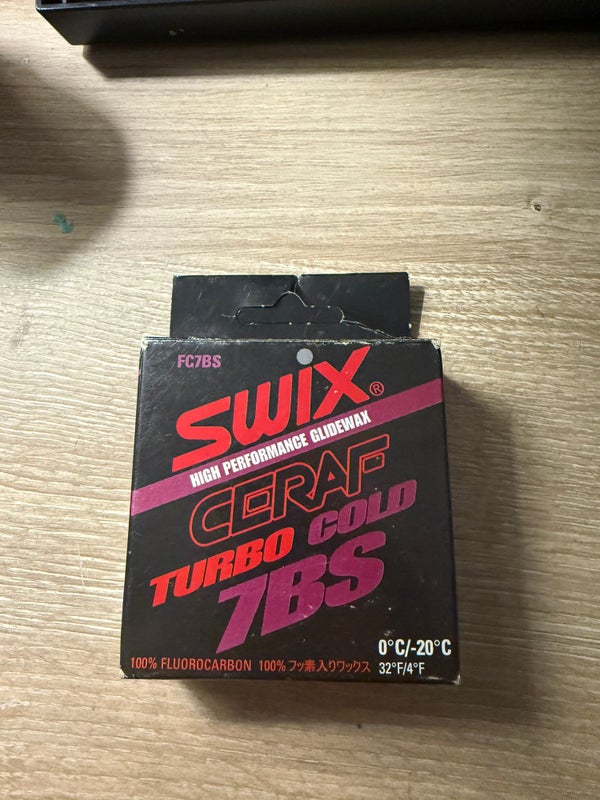 FC7BS
SWIX®
HIGH PERFORMANCE GLIDEWAX
CERAF
TURBO COLD
7BS
0°C/-20°C
100% FLUOROCARBON 100% フッ素入りワックス 32°F/4°F